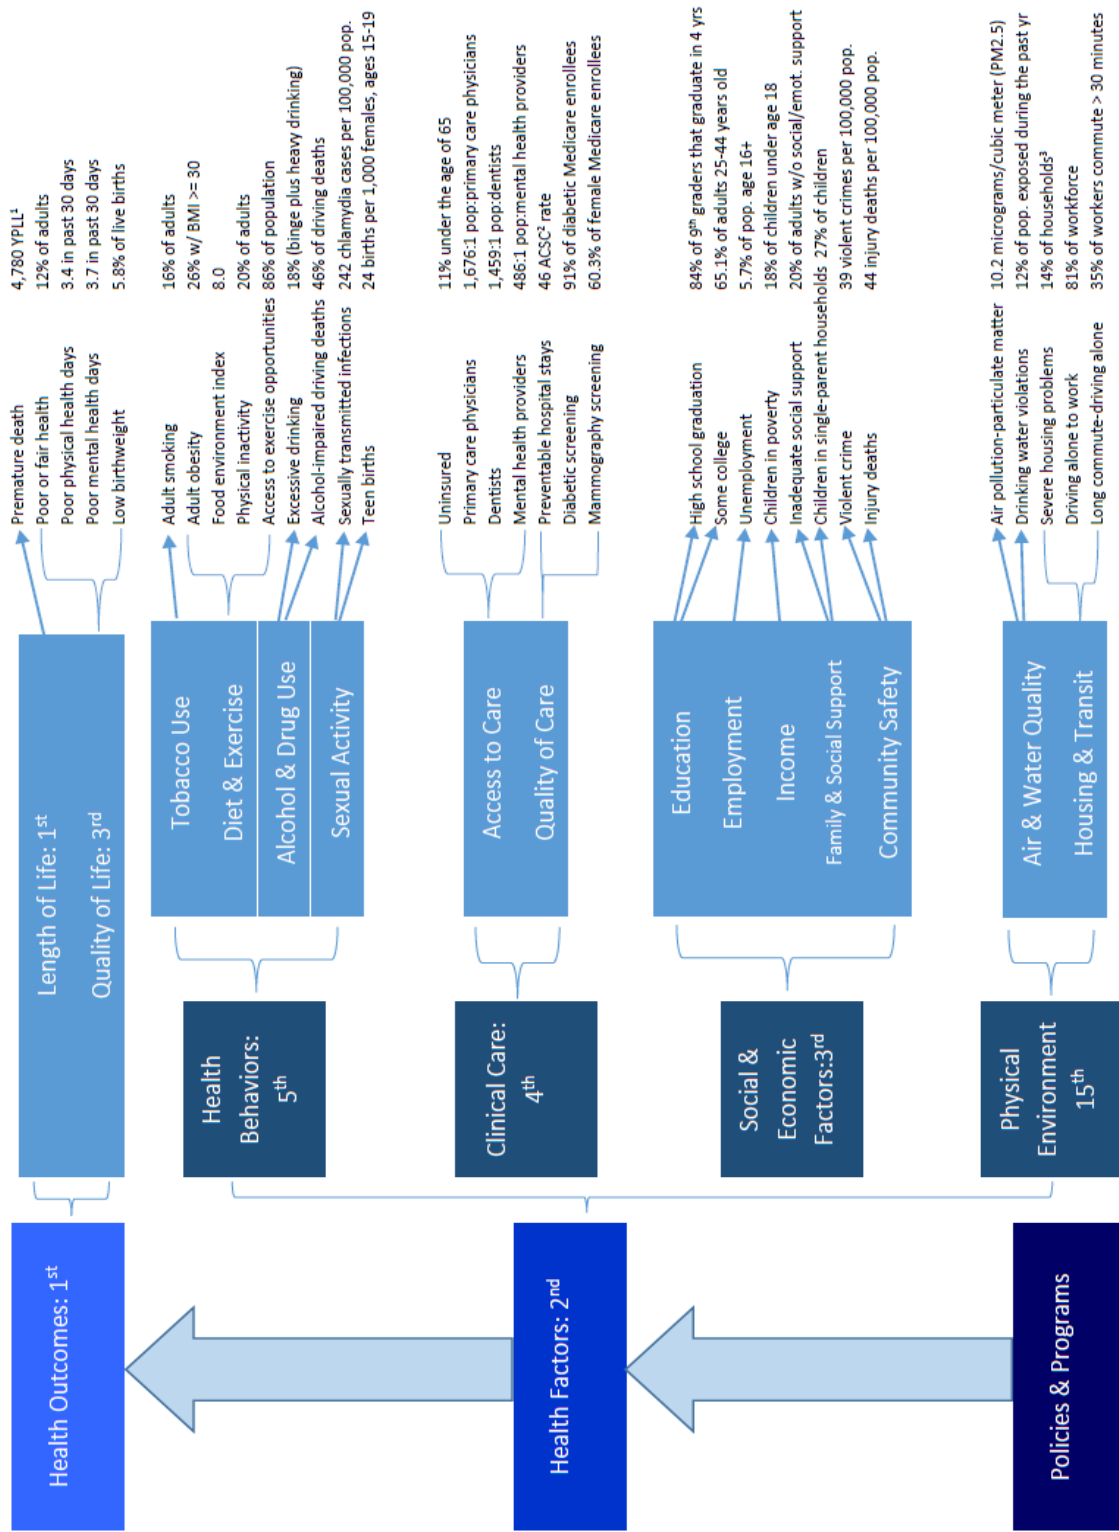 Health Outcomes: 1st
Length of Life: 1st
Quality of Life: 3rd
Premature death 4,780 YPLL¹
Poor or fair health 12% of adults
Poor physical health days 3.4 in past 30 days
Poor mental health days 3.7 in past 30 days
Low birthweight 5.8% of live births
Health Factors: 2nd
Health
Behaviors:
5th
Tobacco Use
Diet & Exercise
Alcohol & Drug Use
Sexual Activity
Adult smoking 16% of adults
Adult obesity 26% w/ BMI >= 30
Food environment index 8.0
Physical inactivity 20% of adults
Access to exercise opportunities 86% of population
Excessive drinking 18% (binge plus heavy drinking)
Alcohol-impaired driving deaths 46% of driving deaths
Sexually transmitted infections 242 chlamydia cases per 100,000 pop.
Teen births 24 births per 1,000 females, ages 15-19
Clinical Care:
4th
Access to Care
Quality of Care
Uninsured 11% under the age of 65
Primary care physicians 1,676:1 pop:primary care physicians
Dentists 1,459:1 pop:dentists
Mental health providers 486:1 pop:mental health providers
Preventable hospital stays 46 ACSC² rate
Diabetic screening 91% of diabetic Medicare enrollees
Mammography screening 60.3% of female Medicare enrollees
Social &
Economic
Factors:3rd
Education
Employment
Income
Family & Social Support
Community Safety
High school graduation 84% of 9th graders that graduate in 4 yrs
Some college 65.1% of adults 25-44 years old
Unemployment 5.7% of pop. age 16+
Children in poverty 18% of children under age 18
Inadequate social support 20% of adults w/o social/emot. support
Children in single-parent households 27% of children
Violent crime 39 violent crimes per 100,000 pop.
Injury deaths 44 injury deaths per 100,000 pop.
Physical
Environment
15th
Air & Water Quality
Housing & Transit
Air pollution-particulate matter 10.2 micrograms/cubic meter (PM2.5)
Drinking water violations 12% of pop. exposed during the past yr
Severe housing problems 14% of households³
Driving alone to work 81% of workforce
Long commute-driving alone 35% of workers commute > 30 minutes
Policies & Programs